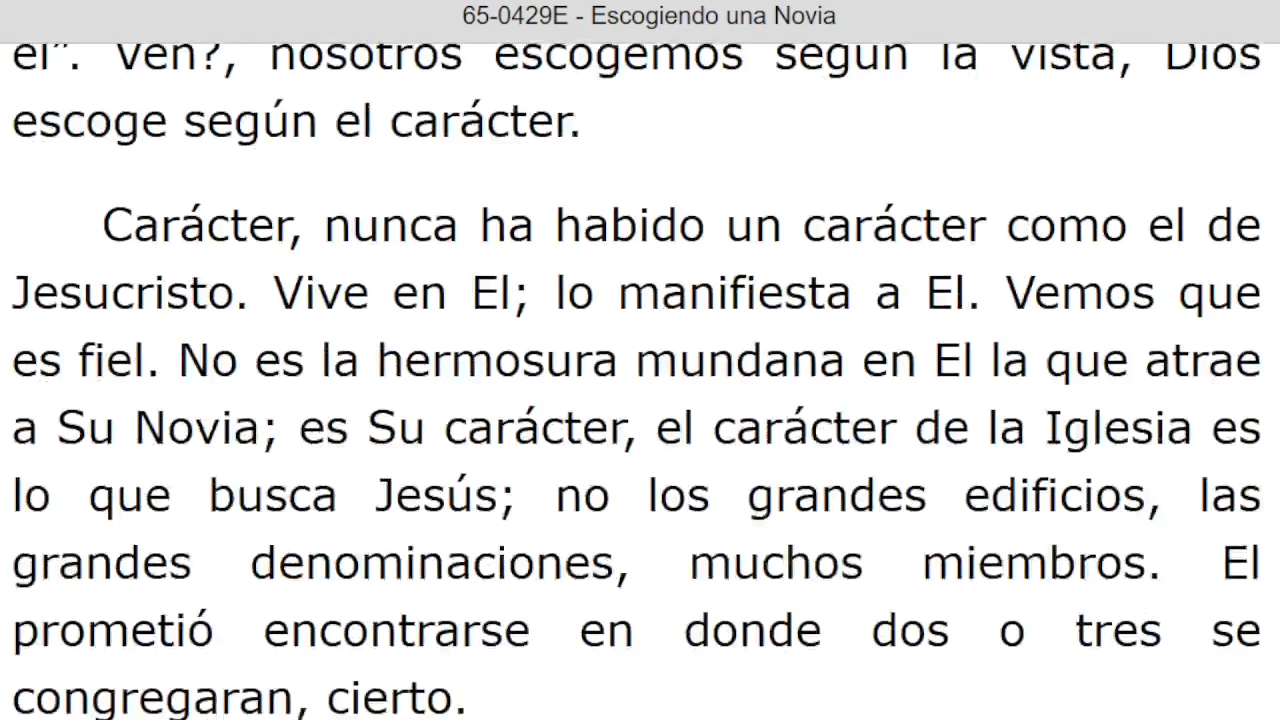 65-0429E - Escogiendo una Novia
él”. Ven?, nosotros escogemos según la vista, Dios
escoge según el carácter.
Carácter, nunca ha habido un carácter como el de
Jesucristo. Vive en El; lo manifiesta a El. Vemos que
es fiel. No es la hermosura mundana en El la que atrae
a Su Novia; es Su carácter, el carácter de la Iglesia es
lo que busca Jesús; no los grandes edificios, las
grandes denominaciones, muchos miembros. El
prometió encontrarse en donde dos o tres se
congregaran, cierto.